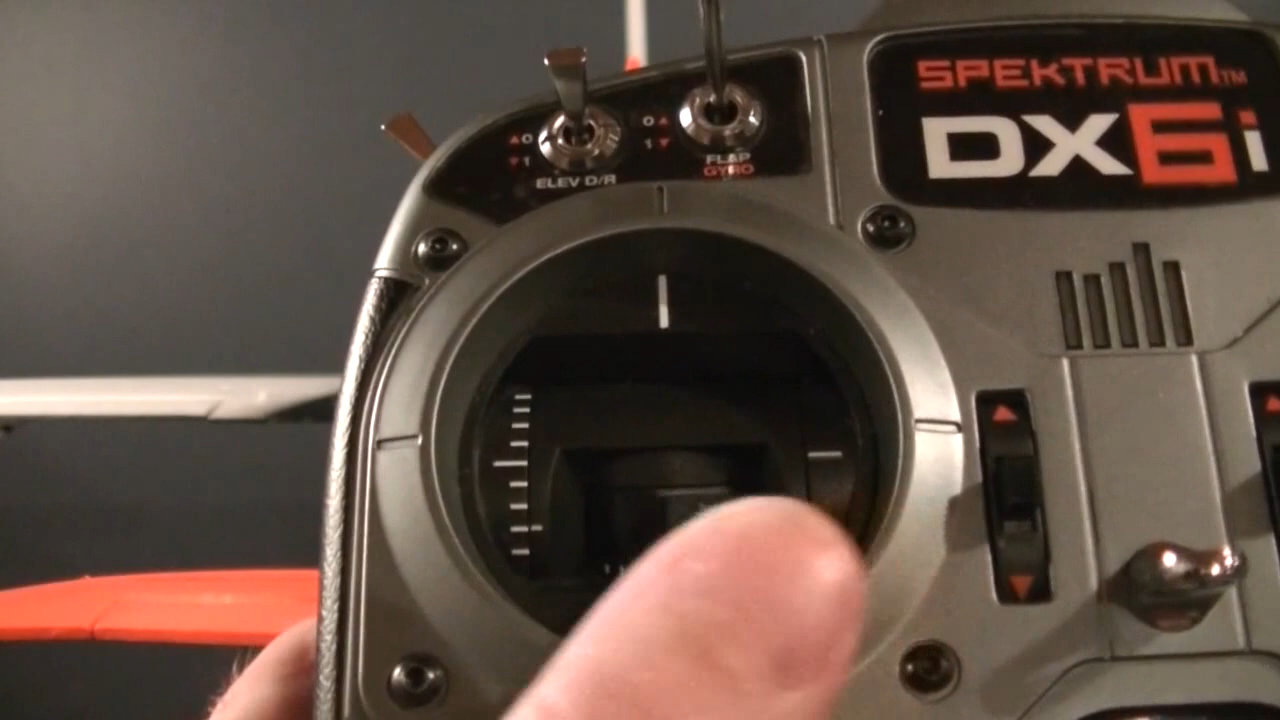 SPEKTRUM™
DX6i
▲0
▼1
ELEV D/R
0▲
1▼
FLAP
GYRO